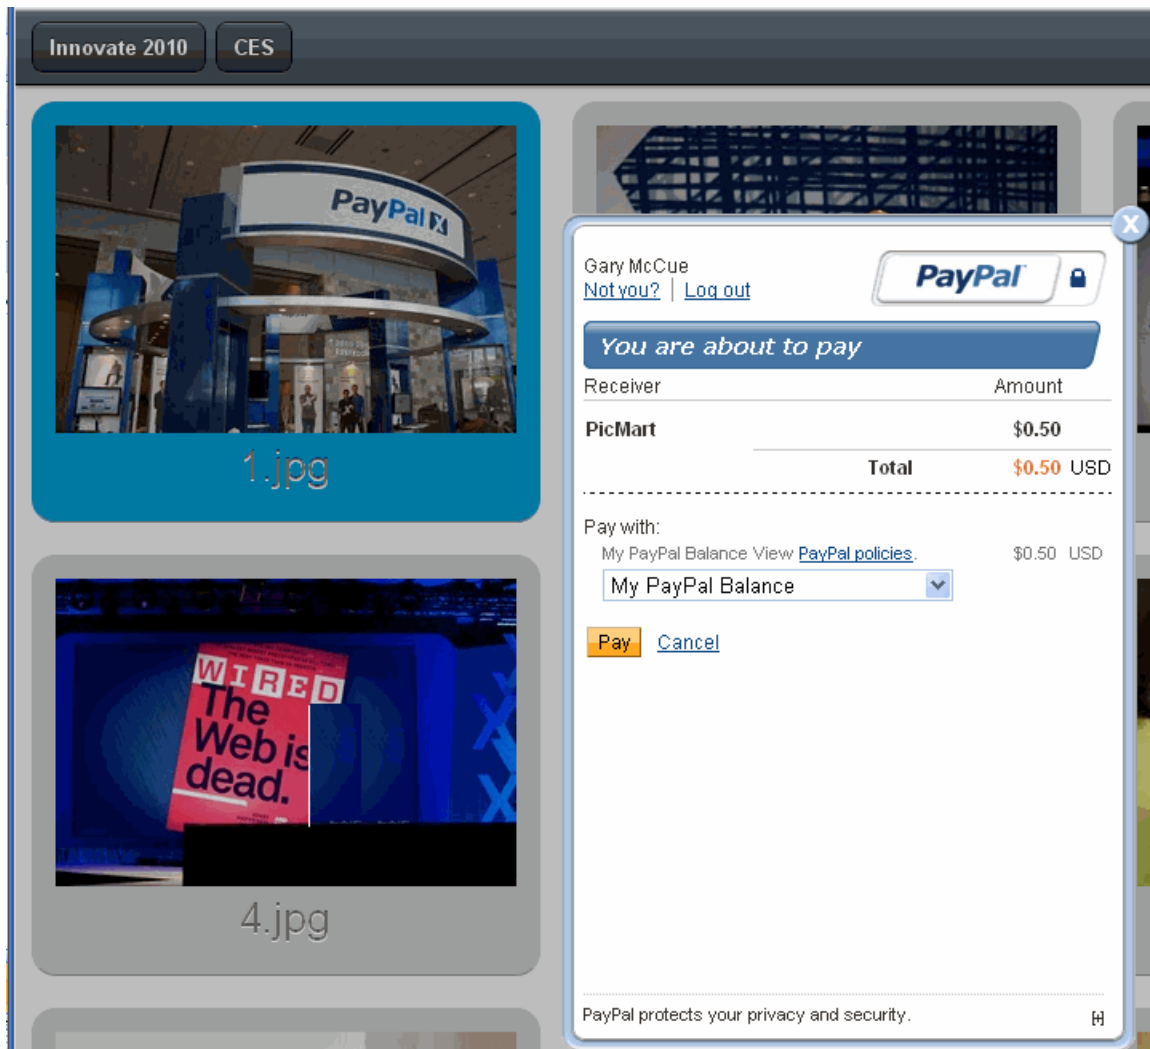 Innovate 2010 CES
PayPal X
1.jpg
WIRED
The
Web is
dead.
4.jpg
X
Gary McCue
Not you? Log out
PayPal
You are about to pay
Receiver Amount
PicMart $0.50
Total $0.50 USD
Pay with:
My PayPal Balance View PayPal policies. $0.50 USD
My PayPal Balance
Pay Cancel
PayPal protects your privacy and security. [+]